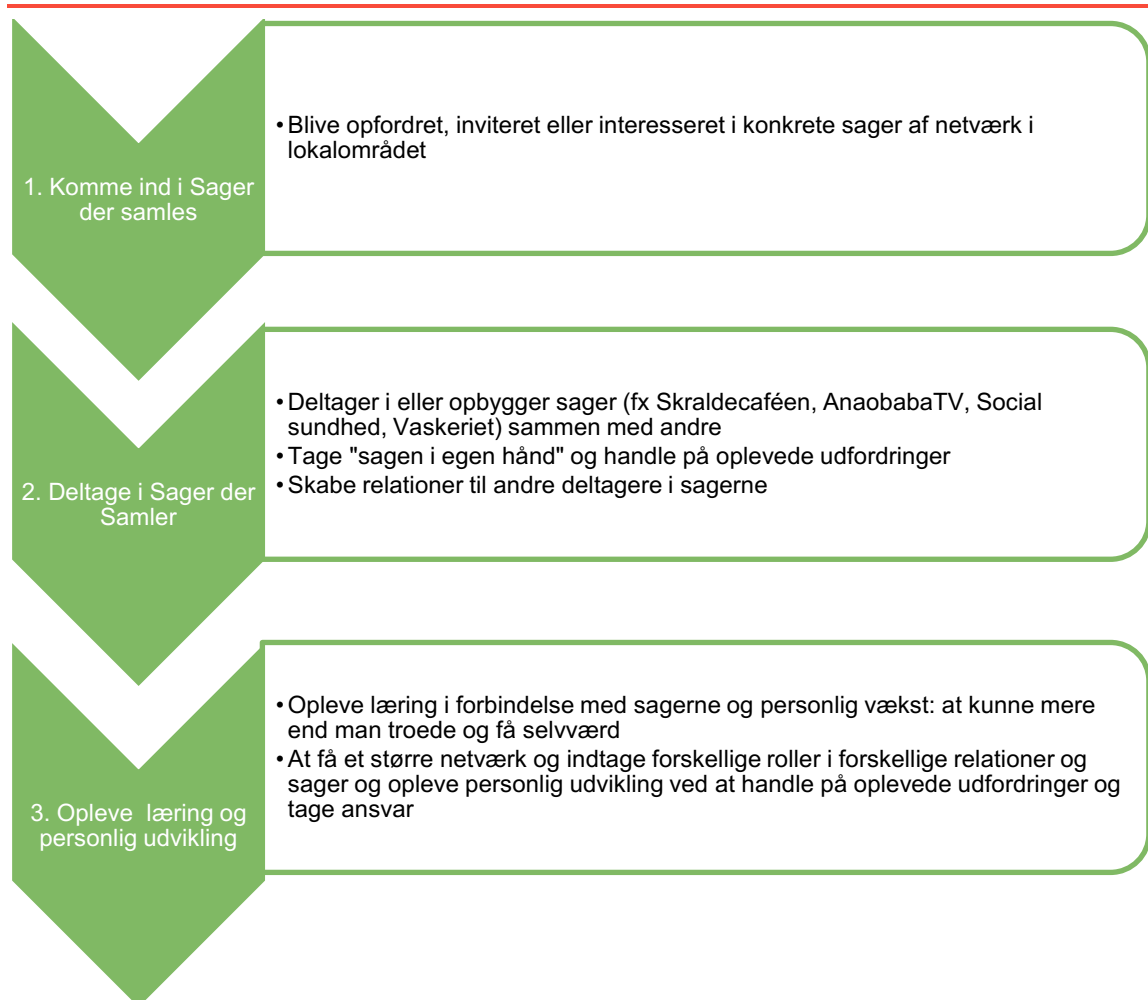 1. Komme ind i Sager
der samles
•Blive opfordret, inviteret eller interesseret i konkrete sager af netværk i
lokalområdet
2. Deltage i Sager der
Samler
•Deltager i eller opbygger sager (fx Skraldecaféen, AnaobabaTV, Social
sundhed, Vaskeriet) sammen med andre
•Tage "sagen i egen hånd" og handle på oplevede udfordringer
•Skabe relationer til andre deltagere i sagerne
3. Opleve læring og
personlig udvikling
•Opleve læring i forbindelse med sagerne og personlig vækst: at kunne mere
end man troede og få selvværd
•At få et større netværk og indtage forskellige roller i forskellige relationer og
sager og opleve personlig udvikling ved at handle på oplevede udfordringer og
tage ansvar